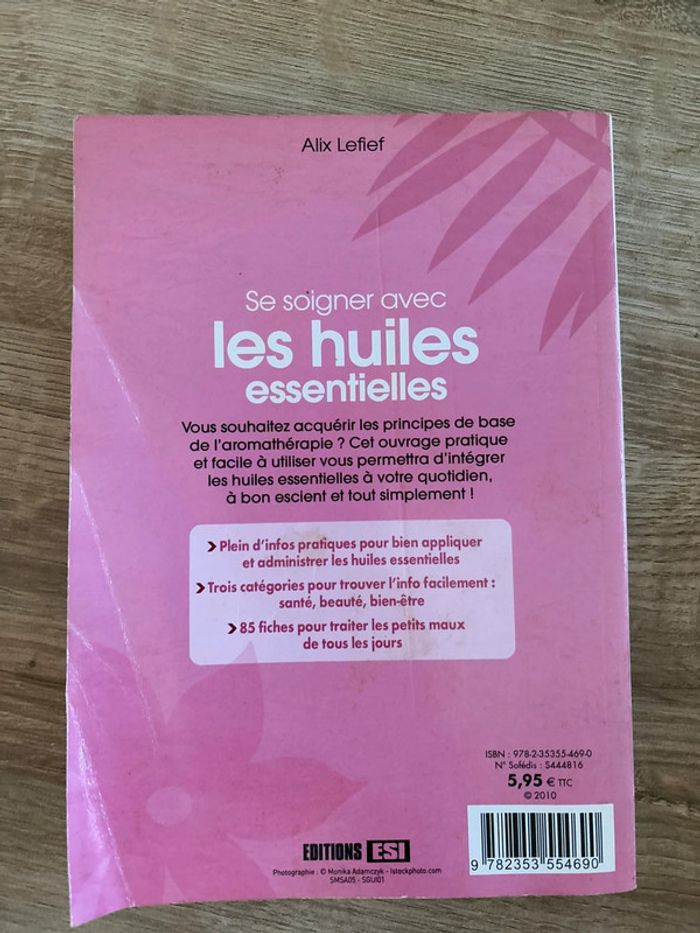 Alix Lefief
Se soigner avec
les huiles
essentielles
Vous souhaitez acquérir les principes de base
de l'aromathérapie ? Cet ouvrage pratique
et facile à utiliser vous permettra d'intégrer
les huiles essentielles à votre quotidien,
à bon escient et tout simplement !
Plein d'infos pratiques pour bien appliquer
et administrer les huiles essentielles
Trois catégories pour trouver l'info facilement :
santé, beauté, bien-être
85 fiches pour traiter les petits maux
de tous les jours
ISBN : 978-2-35355-469-0
N° Sofédis : S444816
5,95 € TTC
© 2010
EDITIONS ESI
Photographie : © Monika Adamczyk - Istockphoto.com
SMSA05 - SGUI01
9 782353 554690